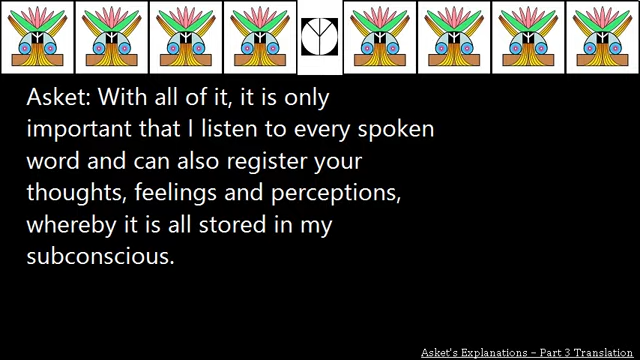 Asket: With all of it, it is only
important that I listen to every spoken
word and can also register your
thoughts, feelings and perceptions,
whereby it is all stored in my
subconscious.
Asket's Explanations – Part 3 Translation